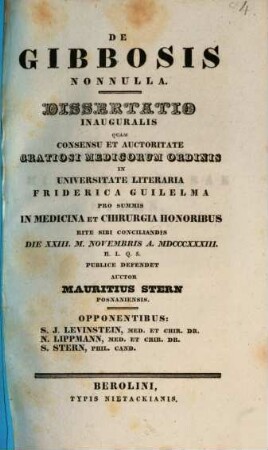 4.
DE
GIBBOSIS
NONNULLA.
DISSERTATIO
INAUGURALIS
QUAM
CONSENSU ET AUCTORITATE
GRATIOSI MEDICORUM ORDINIS
IN
UNIVERSITATE LITERARIA
FRIDERICA GUILELMA
PRO SUMMIS
IN MEDICINA ET CHIRURGIA HONORIBUS
RITE SIBI CONCILIANDIS
DIE XXIII. M. NOVEMBRIS A. MDCCCXXXIII.
H. L. Q. S.
PUBLICE DEFENDET
AUCTOR
MAURITIUS STERN
POSNANIENSIS.
OPPONENTIBUS:
S. J. LEVINSTEIN, MED. ET CHIR. DR.
N. LIPPMANN, MED. ET CHIR. DR.
S. STERN, PHIL. CAND.
BEROLINI,
TYPIS NIETACKIANIS.